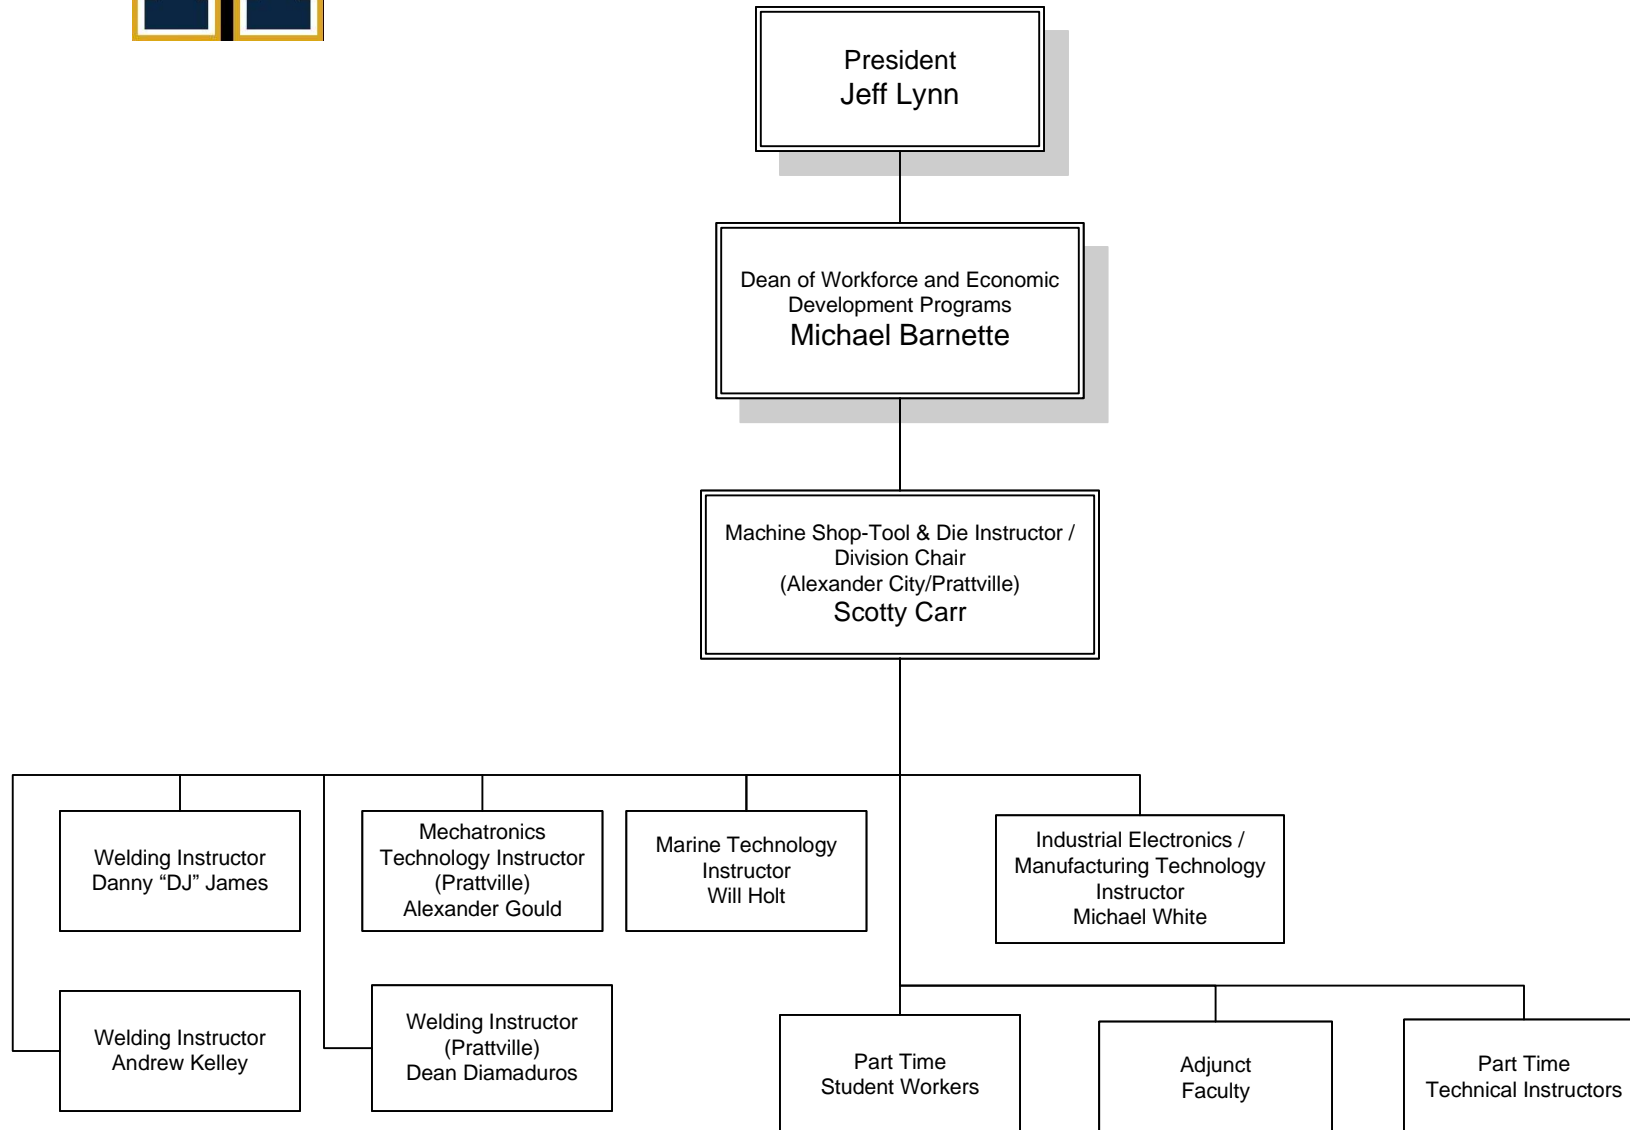 President
Jeff Lynn
Dean of Workforce and Economic
Development Programs
Michael Barnette
Machine Shop-Tool & Die Instructor /
Division Chair
(Alexander City/Prattville)
Scotty Carr
Welding Instructor
Danny “DJ” James
Mechatronics
Technology Instructor
(Prattville)
Alexander Gould
Marine Technology
Instructor
Will Holt
Industrial Electronics /
Manufacturing Technology
Instructor
Michael White
Welding Instructor
Andrew Kelley
Welding Instructor
(Prattville)
Dean Diamaduros
Part Time
Student Workers
Adjunct
Faculty
Part Time
Technical Instructors